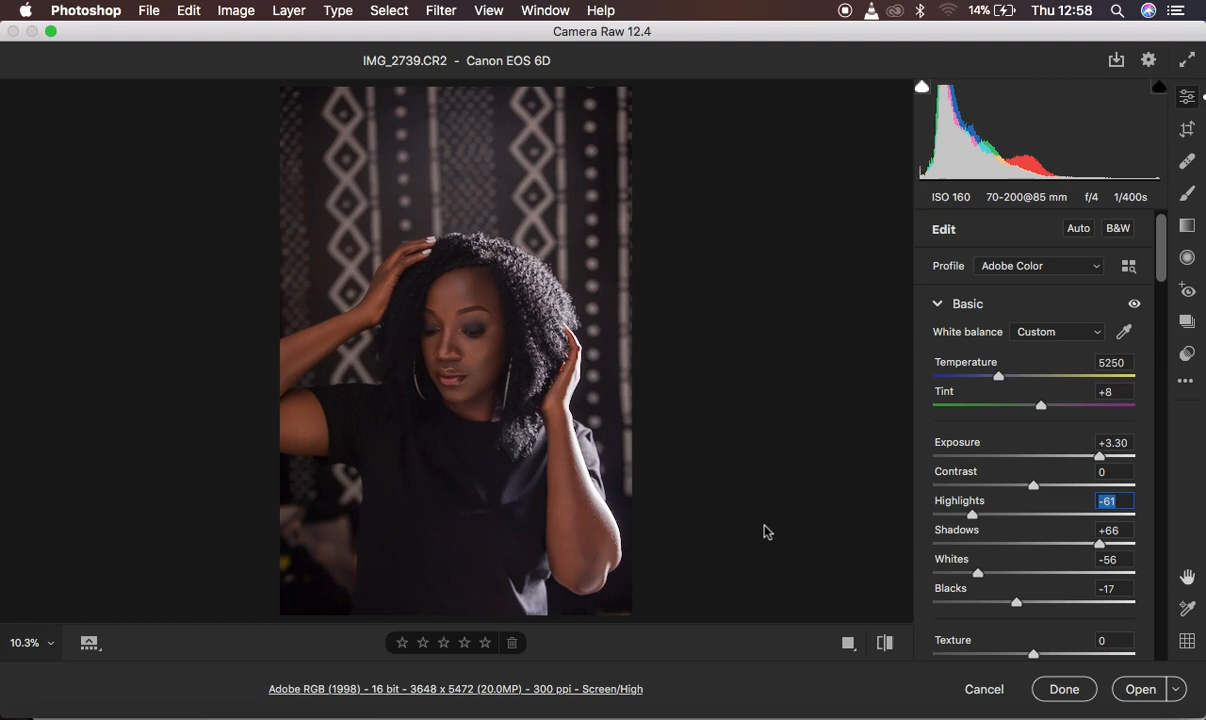 Photoshop File Edit Image Layer Type Select Filter View Window Help 14% Thu 12:58
Camera Raw 12.4
IMG_2739.CR2 - Canon EOS 6D
ISO 160 70-200@85 mm f/4 1/400s
Edit Auto B&W
Profile Adobe Color
Basic
White balance Custom
Temperature 5250
Tint +8
Exposure +3.30
Contrast 0
Highlights -61
Shadows +66
Whites -56
Blacks -17
Texture 0
10.3%
Adobe RGB (1998) - 16 bit - 3648 x 5472 (20.0MP) - 300 ppi - Screen/High
Cancel Done Open